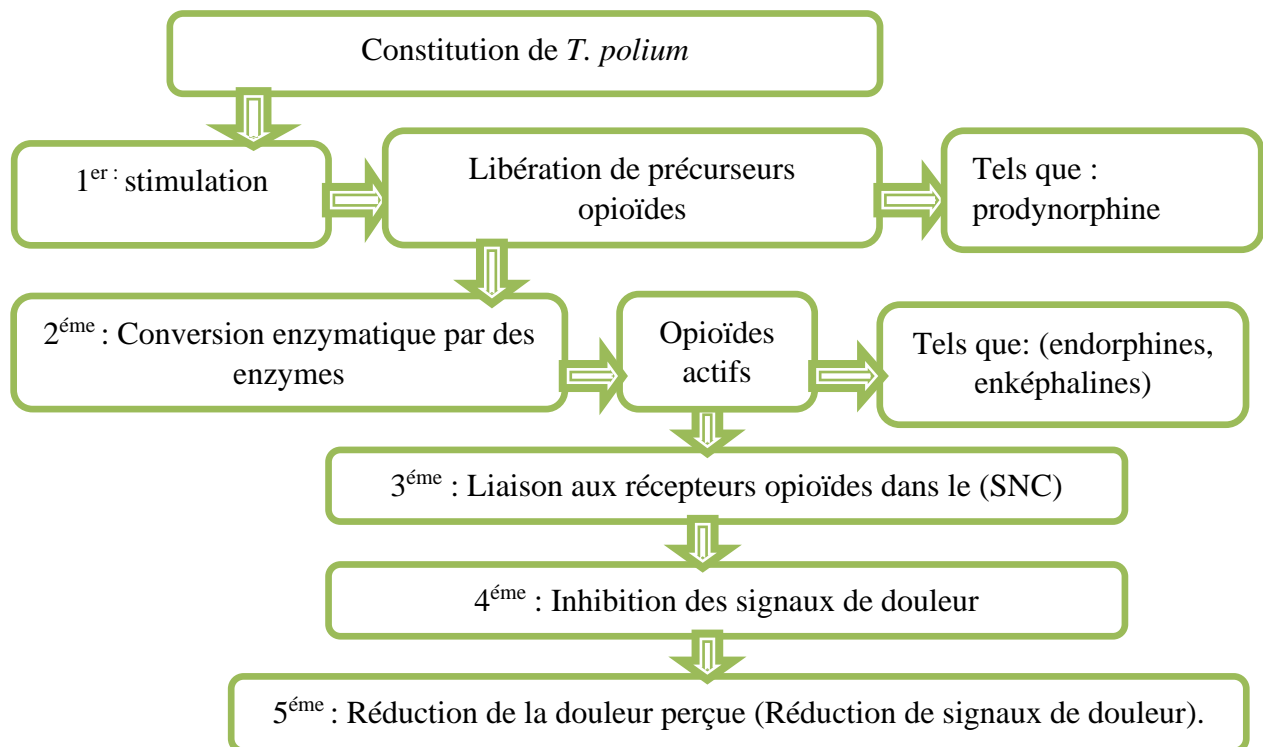 Constitution de T. polium
1er : stimulation
Libération de précurseurs
opioïdes
Tels que :
prodynorphine
2éme : Conversion enzymatique par des
enzymes
Opioïdes
actifs
Tels que: (endorphines,
enképhalines)
3éme : Liaison aux récepteurs opioïdes dans le (SNC)
4éme : Inhibition des signaux de douleur
5éme : Réduction de la douleur perçue (Réduction de signaux de douleur).